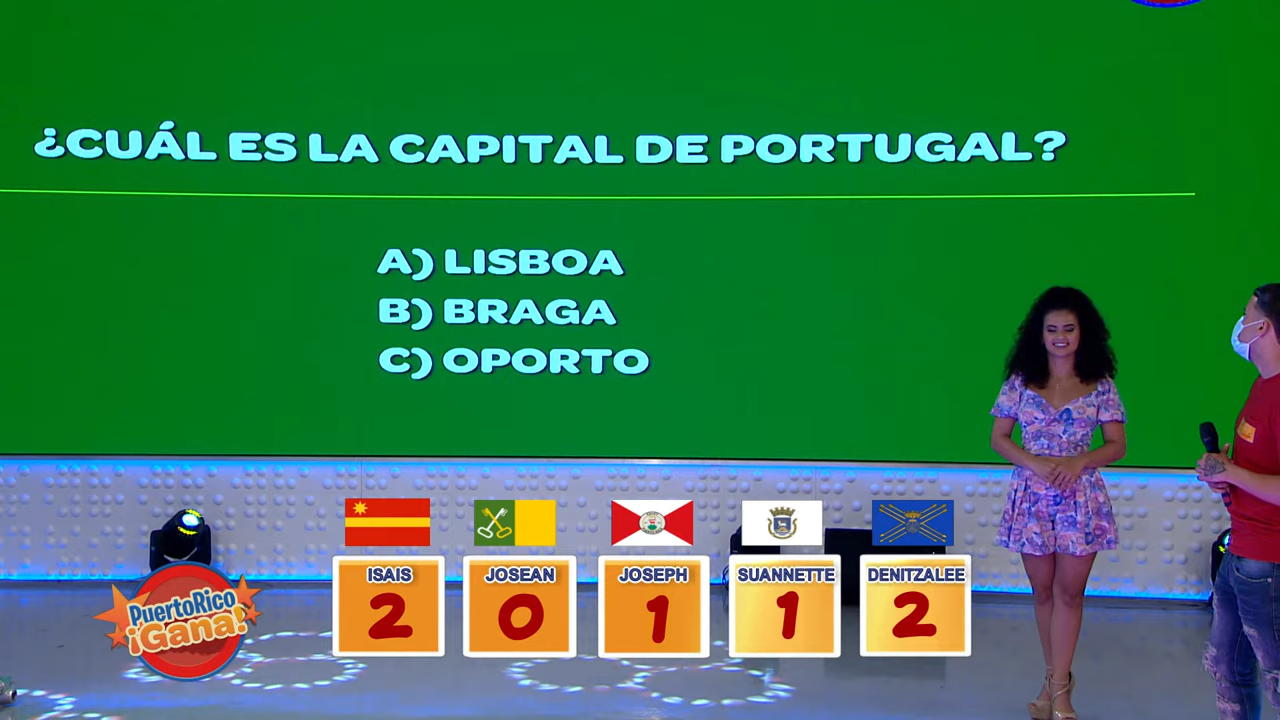 ¿CUÁL ES LA CAPITAL DE PORTUGAL?
A) LISBOA
B) BRAGA
C) OPORTO
ISAIS
JOSEAN
JOSEPH
SUANNETTE
DENITZALEE
2
0
1
1
2
PuertoRico
¡Gana!